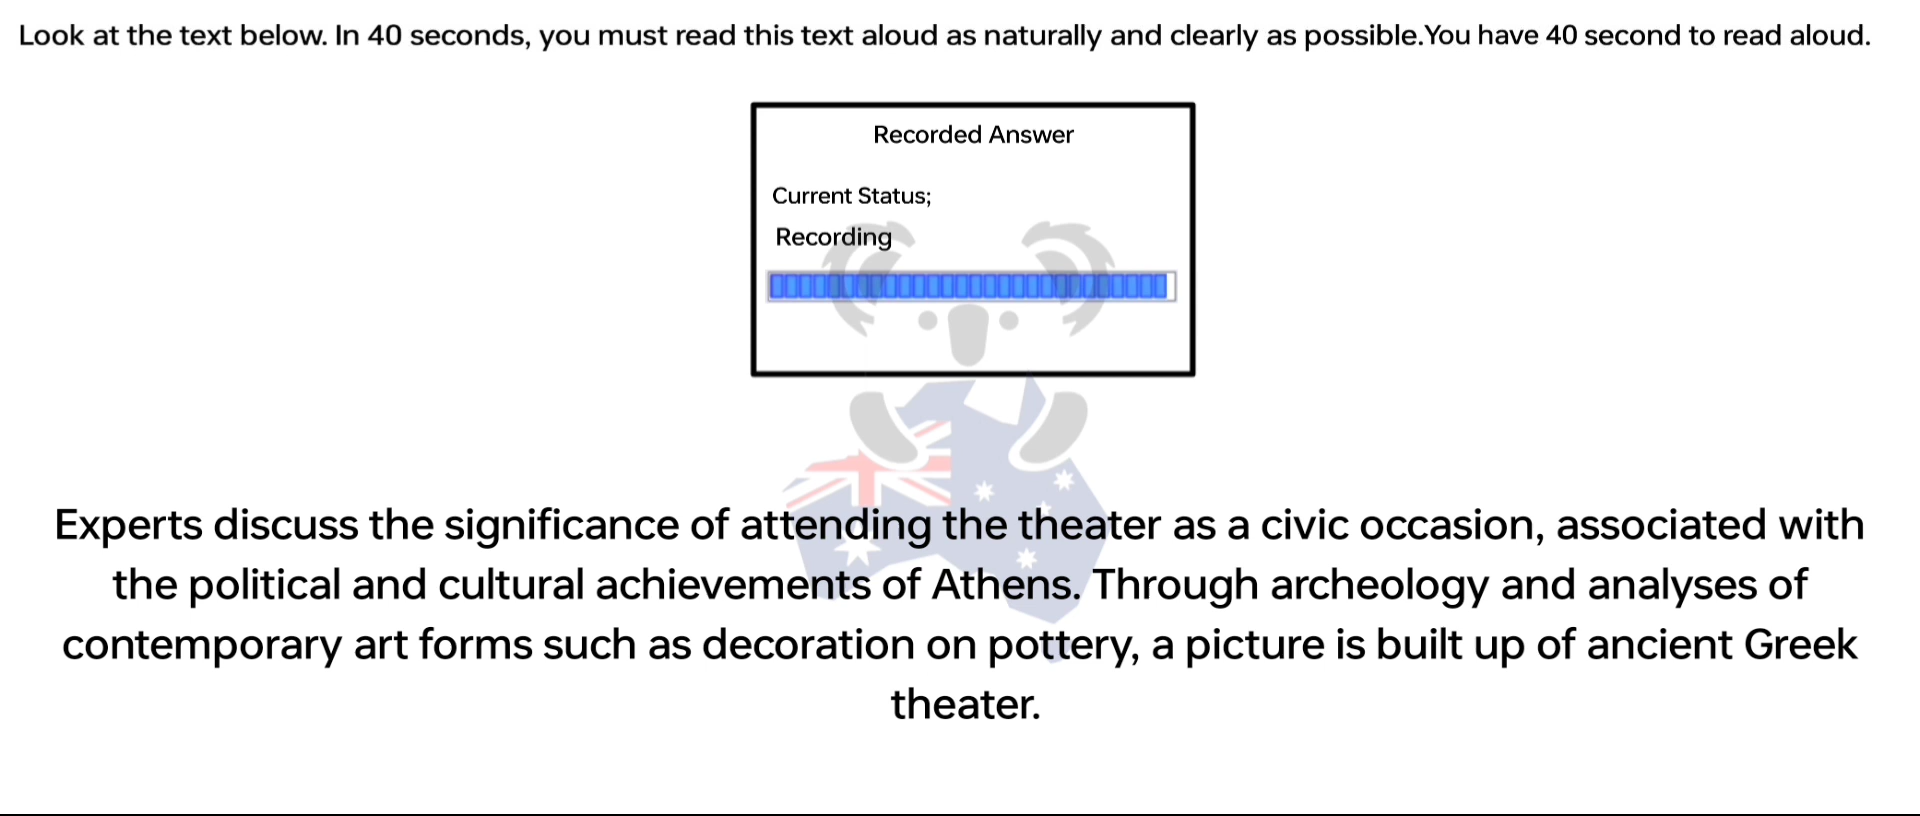 Look at the text below. In 40 seconds, you must read this text aloud as naturally and clearly as possible.You have 40 second to read aloud.
Recorded Answer
Current Status;
Recording
Experts discuss the significance of attending the theater as a civic occasion, associated with
the political and cultural achievements of Athens. Through archeology and analyses of
contemporary art forms such as decoration on pottery, a picture is built up of ancient Greek
theater.